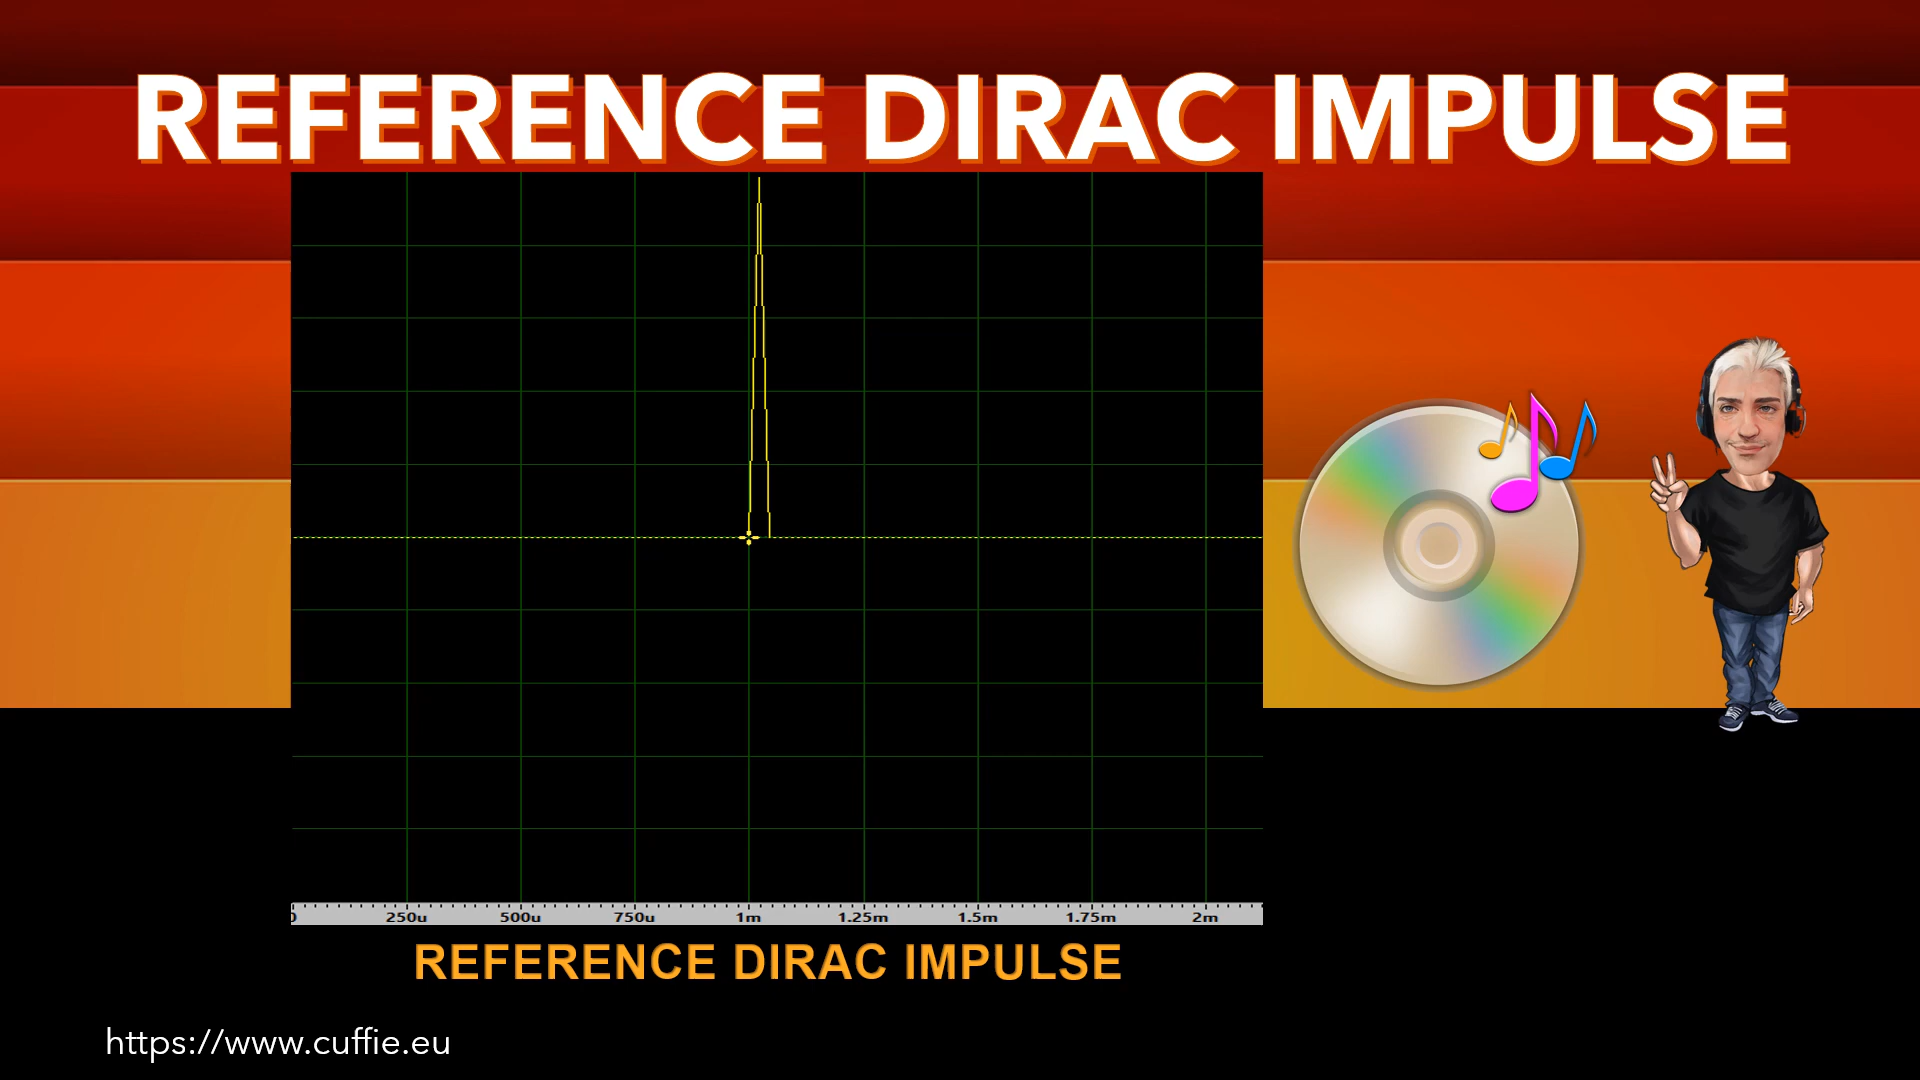 REFERENCE DIRAC IMPULSE
0 250u 500u 750u 1m 1.25m 1.5m 1.75m 2m
REFERENCE DIRAC IMPULSE
https://www.cuffie.eu